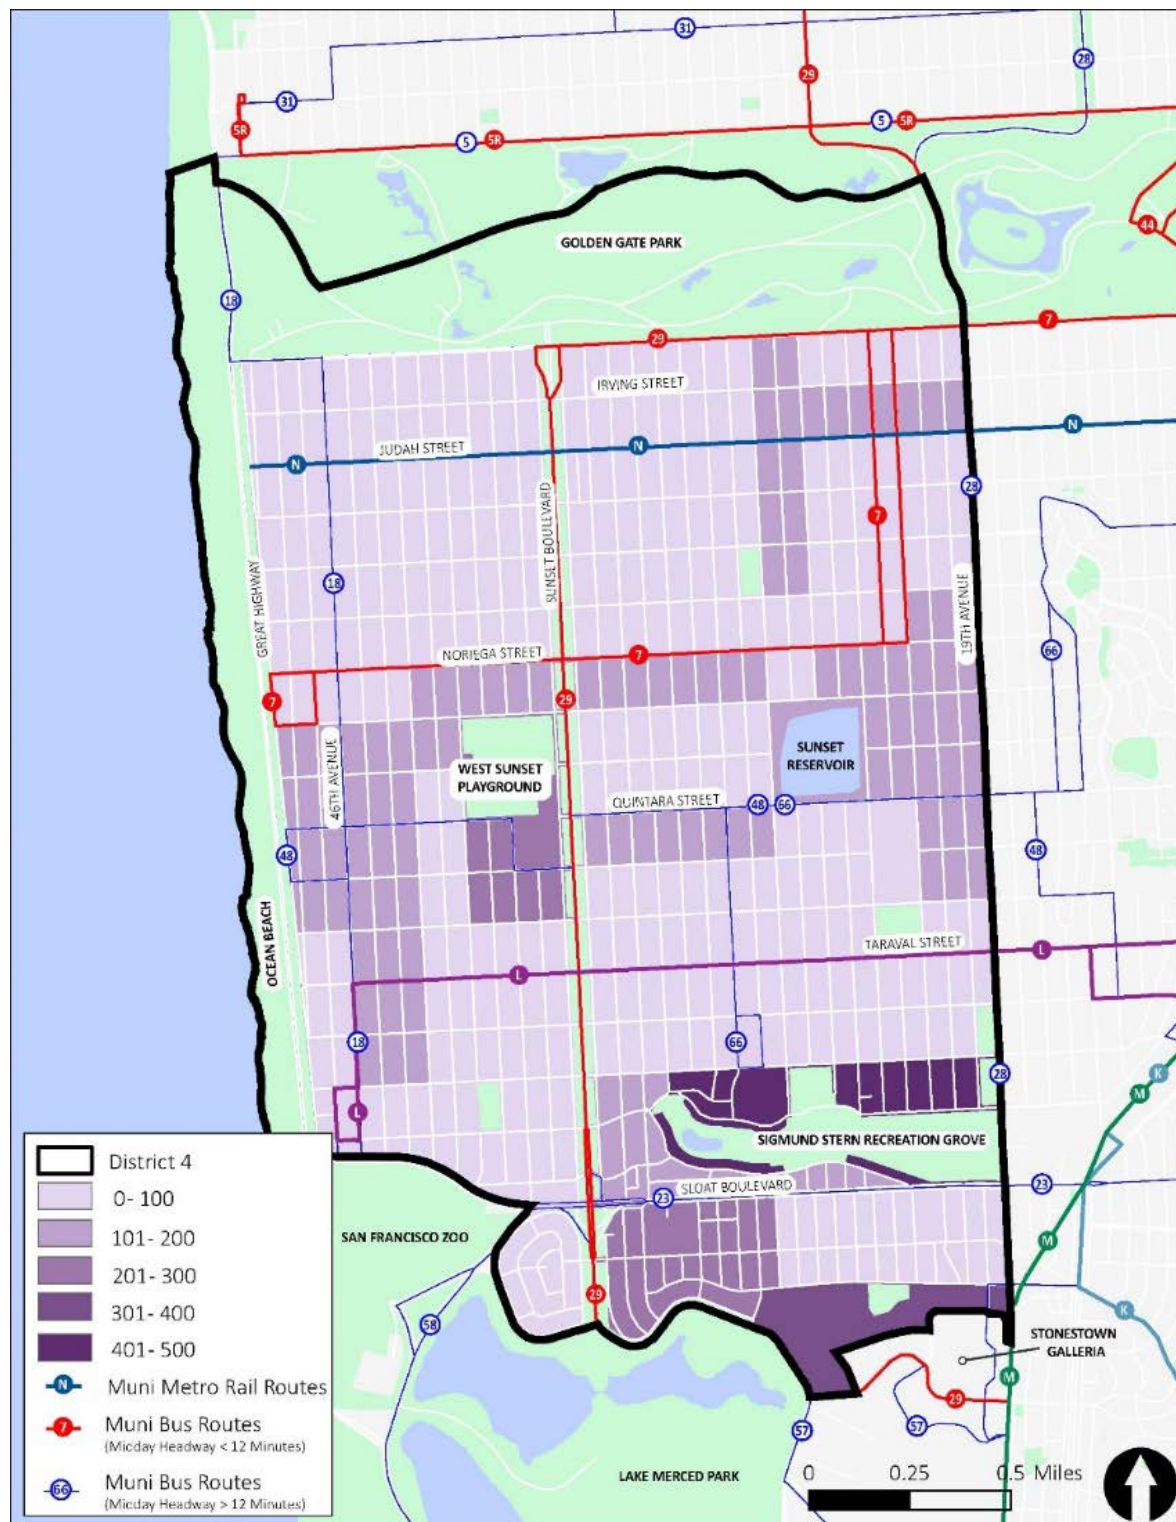 31
28
29
31
5R
5
5R
5
44
GOLDEN GATE PARK
18
7
29
IRVING STREET
JUDAH STREET
N
N
N
28
SUNSET BOULEVARD
7
18
GREAT HIGHWAY
19TH AVENUE
NORIEGA STREET
7
66
7
29
46TH AVENUE
SUNSET
RESERVOIR
WEST SUNSET
PLAYGROUND
QUINTARA STREET
48
66
48
48
OCEAN BEACH
TARAVAL STREET
L
L
18
66
28
K
M
L
SIGMUND STERN RECREATION GROVE
SLOAT BOULEVARD
23
23
SAN FRANCISCO ZOO
M
29
58
K
STONESTOWN
GALLERIA
M
29
57
57
LAKE MERCED PARK
District 4
0- 100
101- 200
201- 300
301- 400
401- 500
N
Muni Metro Rail Routes
7
Muni Bus Routes
(Midday Headway < 12 Minutes)
66
Muni Bus Routes
(Midday Headway > 12 Minutes)
0 0.25 0.5 Miles